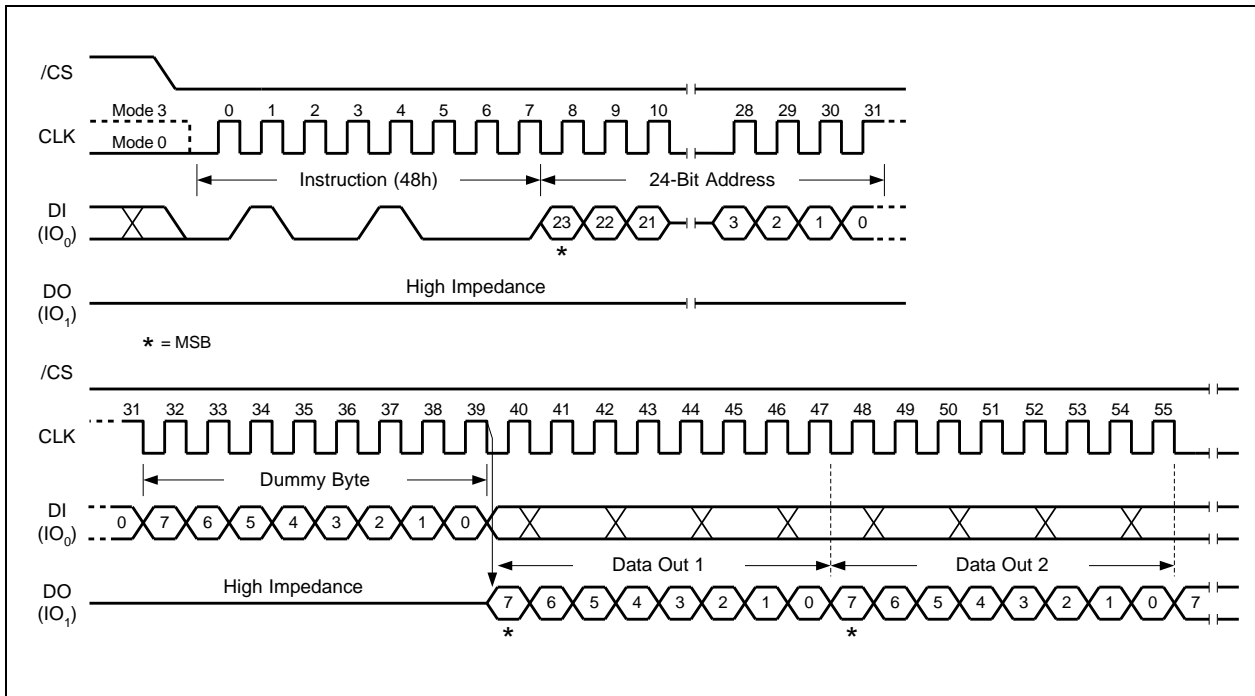 /CS
Mode 3 0 1 2 3 4 5 6 7 8 9 10 28 29 30 31
CLK
Mode 0
Instruction (48h) 24-Bit Address
DI
(IO0)
23 22 21 3 2 1 0
*
DO
(IO1)
High Impedance
* = MSB
/CS
31 32 33 34 35 36 37 38 39 40 41 42 43 44 45 46 47 48 49 50 51 52 53 54 55
CLK
Dummy Byte
DI
(IO0)
0 7 6 5 4 3 2 1 0
Data Out 1 Data Out 2
DO
(IO1)
High Impedance
7 6 5 4 3 2 1 0 7 6 5 4 3 2 1 0 7
* *